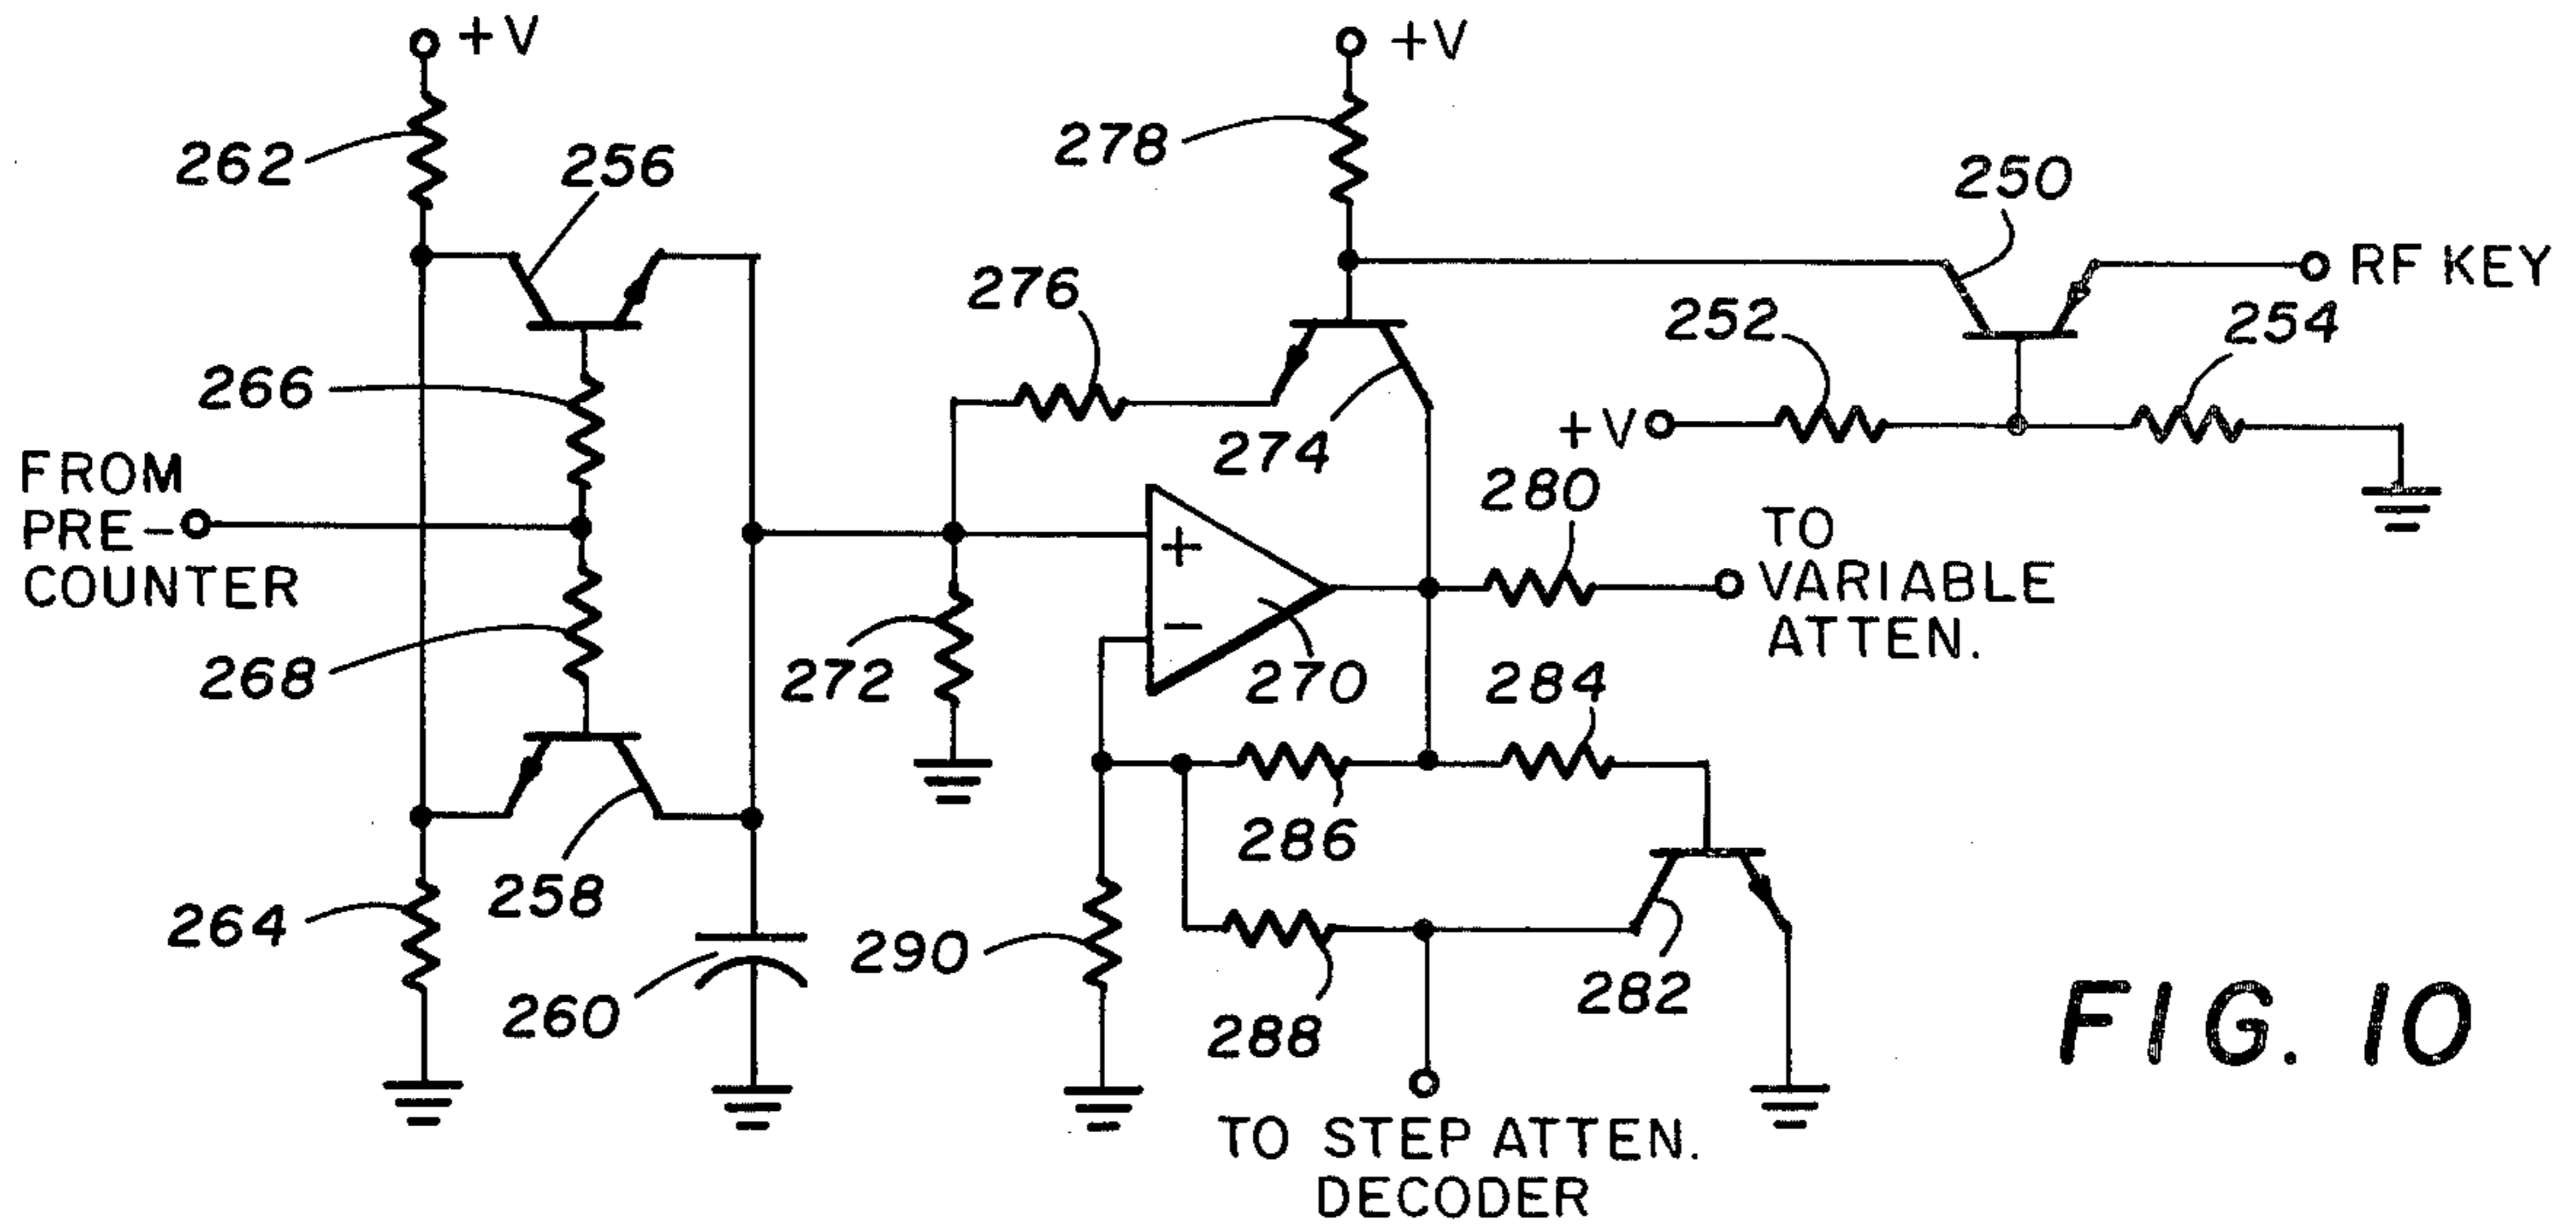 +V
+V
262
256
278
250
RF KEY
276
252
254
266
+V
274
280
FROM
PRE-
COUNTER
+
TO
VARIABLE
ATTEN.
268
272
-
270
284
258
286
264
290
282
260
288
FIG. 10
TO STEP ATTEN.
DECODER